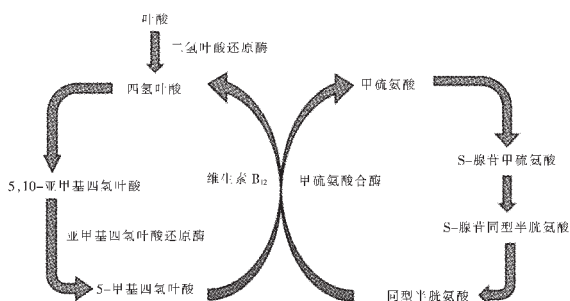 叶酸
二氢叶酸还原酶
四氢叶酸
甲硫氨酸
5,10-亚甲基四氢叶酸
维生素 B12
甲硫氨酸合酶
S-腺苷甲硫氨酸
亚甲基四氢叶酸还原酶
S-腺苷同型半胱氨酸
5-甲基四氢叶酸
同型半胱氨酸